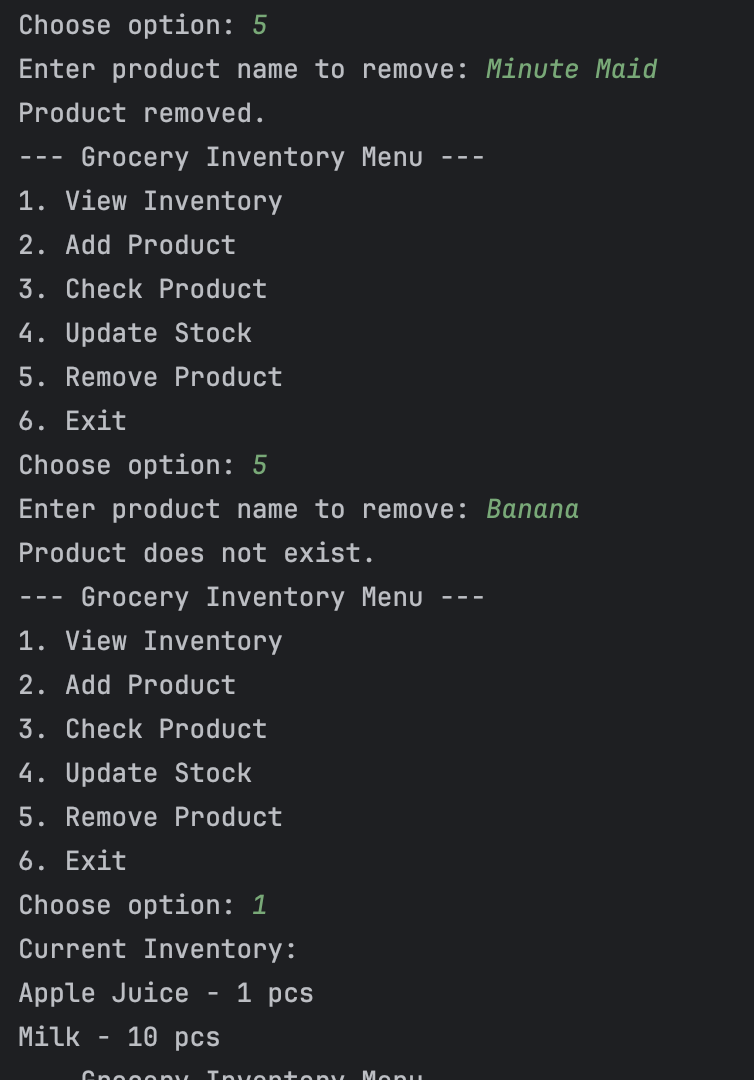 Choose option: 5
Enter product name to remove: Minute Maid
Product removed.
--- Grocery Inventory Menu ---
1. View Inventory
2. Add Product
3. Check Product
4. Update Stock
5. Remove Product
6. Exit
Choose option: 5
Enter product name to remove: Banana
Product does not exist.
--- Grocery Inventory Menu ---
1. View Inventory
2. Add Product
3. Check Product
4. Update Stock
5. Remove Product
6. Exit
Choose option: 1
Current Inventory:
Apple Juice - 1 pcs
Milk - 10 pcs
Grocery Inventory Menu